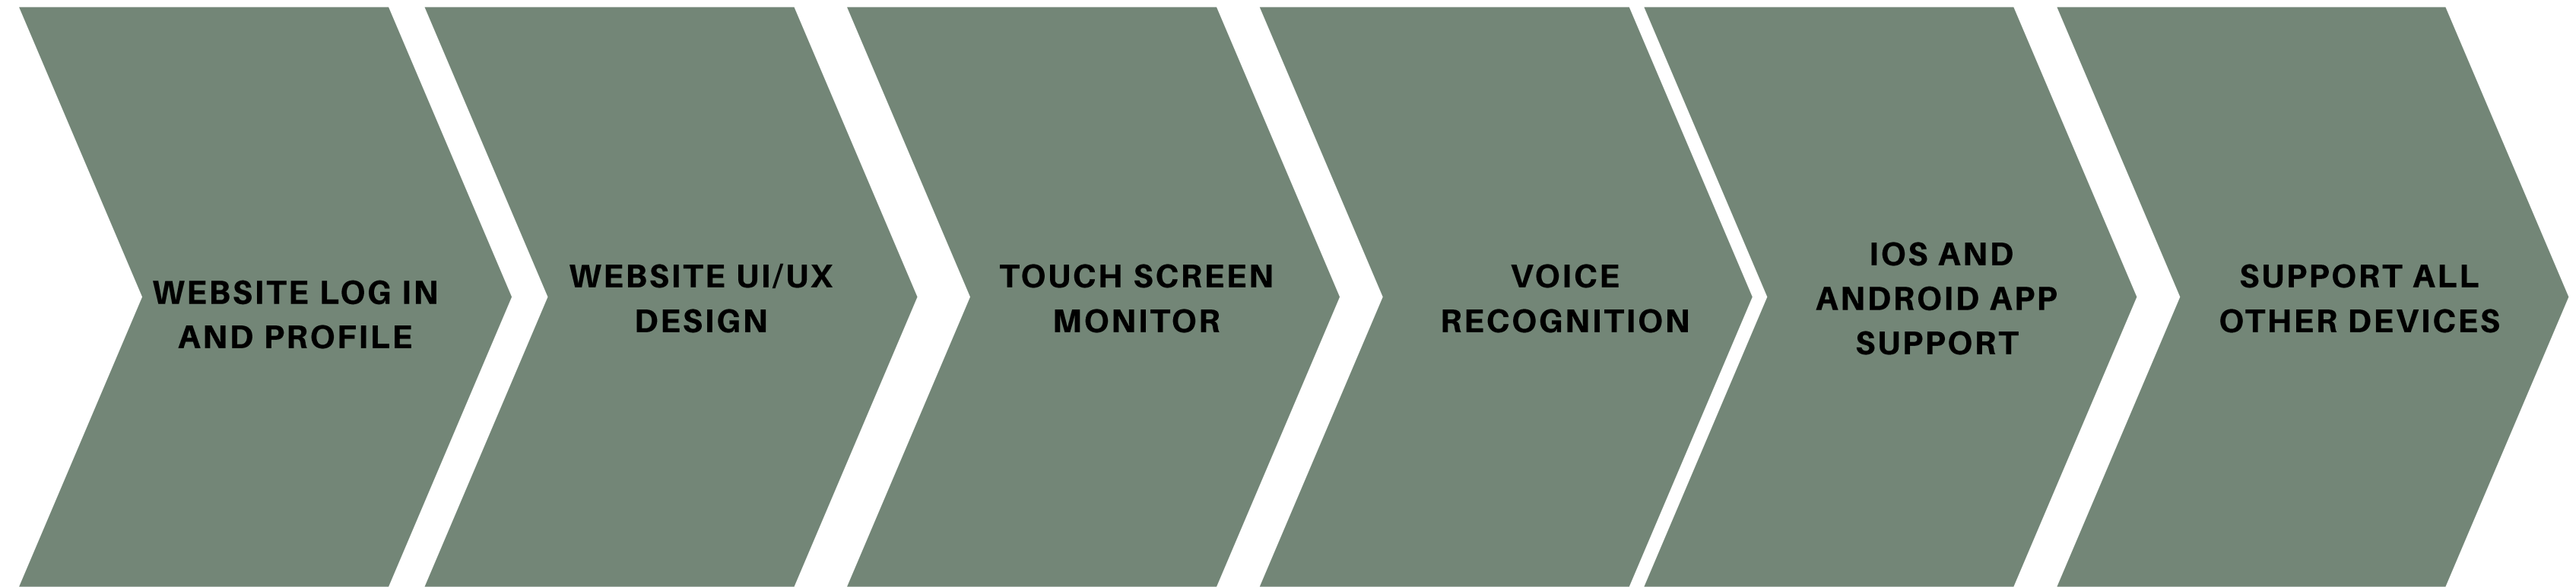 WEBSITE LOG IN
AND PROFILE
WEBSITE UI/UX
DESIGN
TOUCH SCREEN
MONITOR
VOICE
RECOGNITION
IOS AND
ANDROID APP
SUPPORT
SUPPORT ALL
OTHER DEVICES